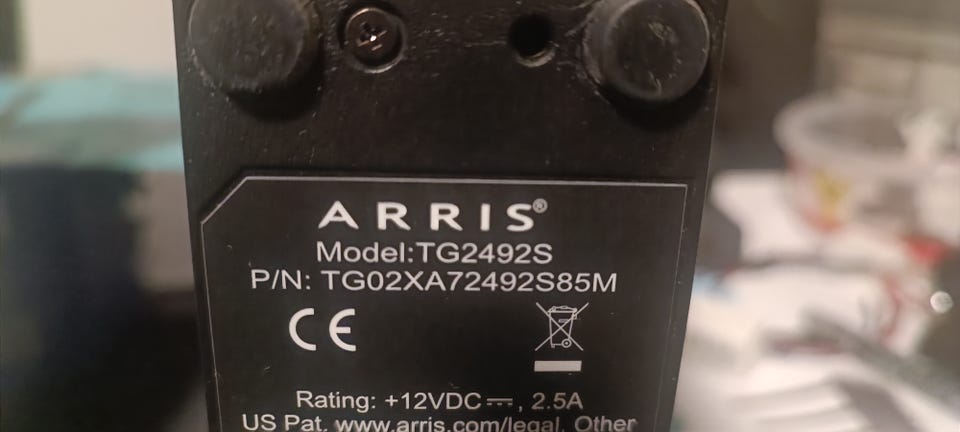 ARRIS®
Model:TG2492S
P/N: TG02XA72492S85M
CE
Rating: +12VDC⎓, 2.5A
US Pat. www.arris.com/legal. Other